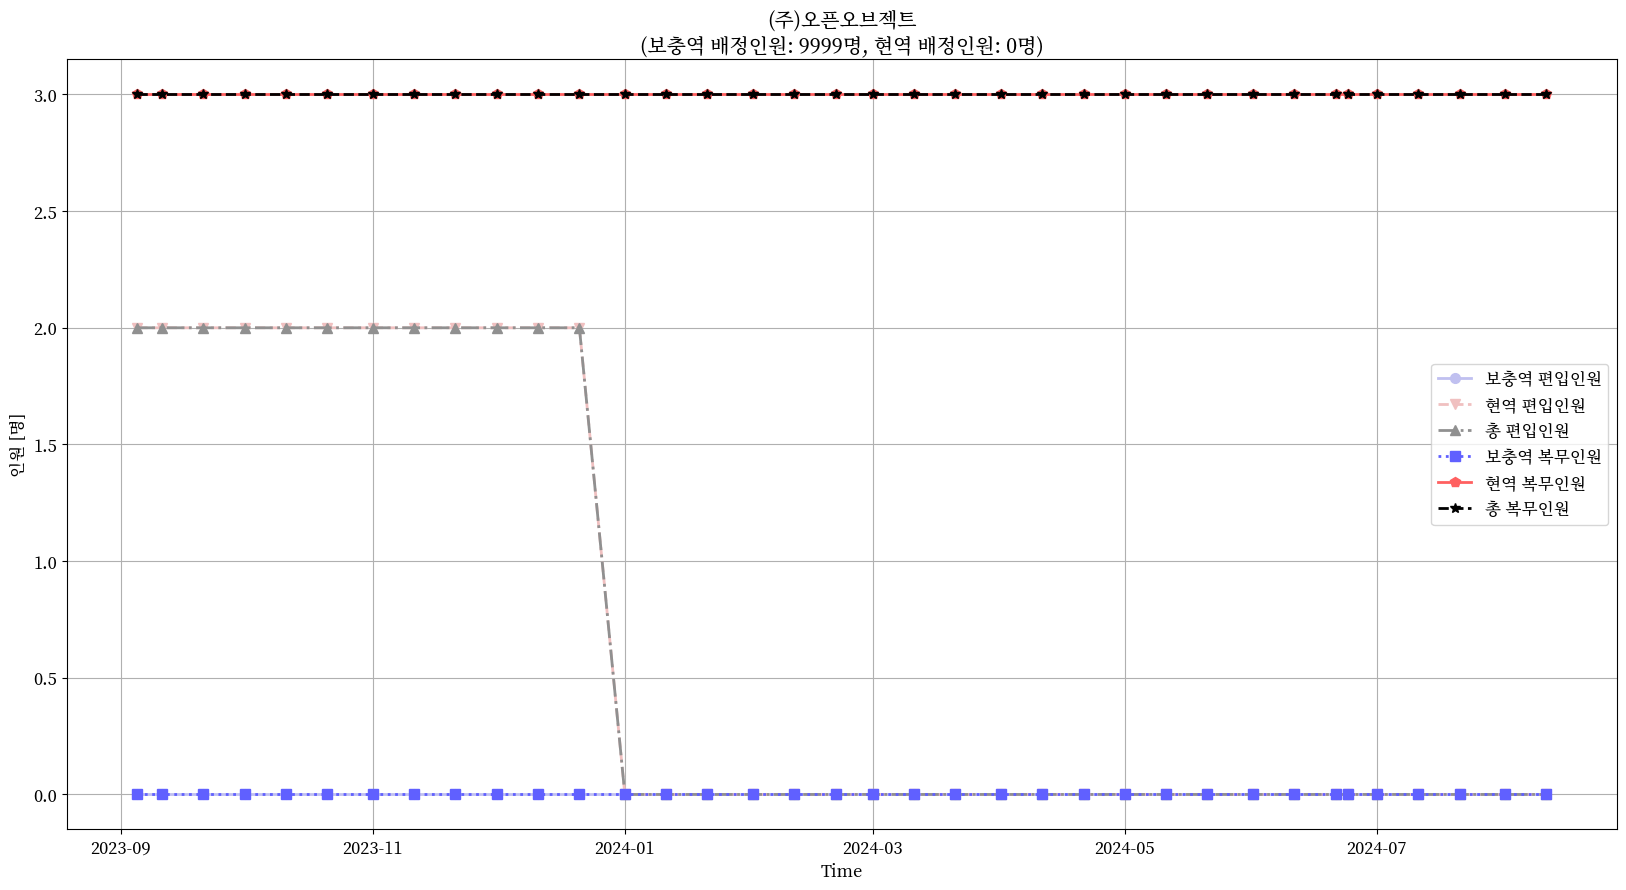 (주)오픈오브젝트
(보충역 배정인원: 9999명, 현역 배정인원: 0명)
인원 [명]
3.0
2.5
2.0
1.5
1.0
0.5
0.0
보충역 편입인원
현역 편입인원
총 편입인원
보충역 복무인원
현역 복무인원
총 복무인원
2023-09
2023-11
2024-01
2024-03
2024-05
2024-07
Time